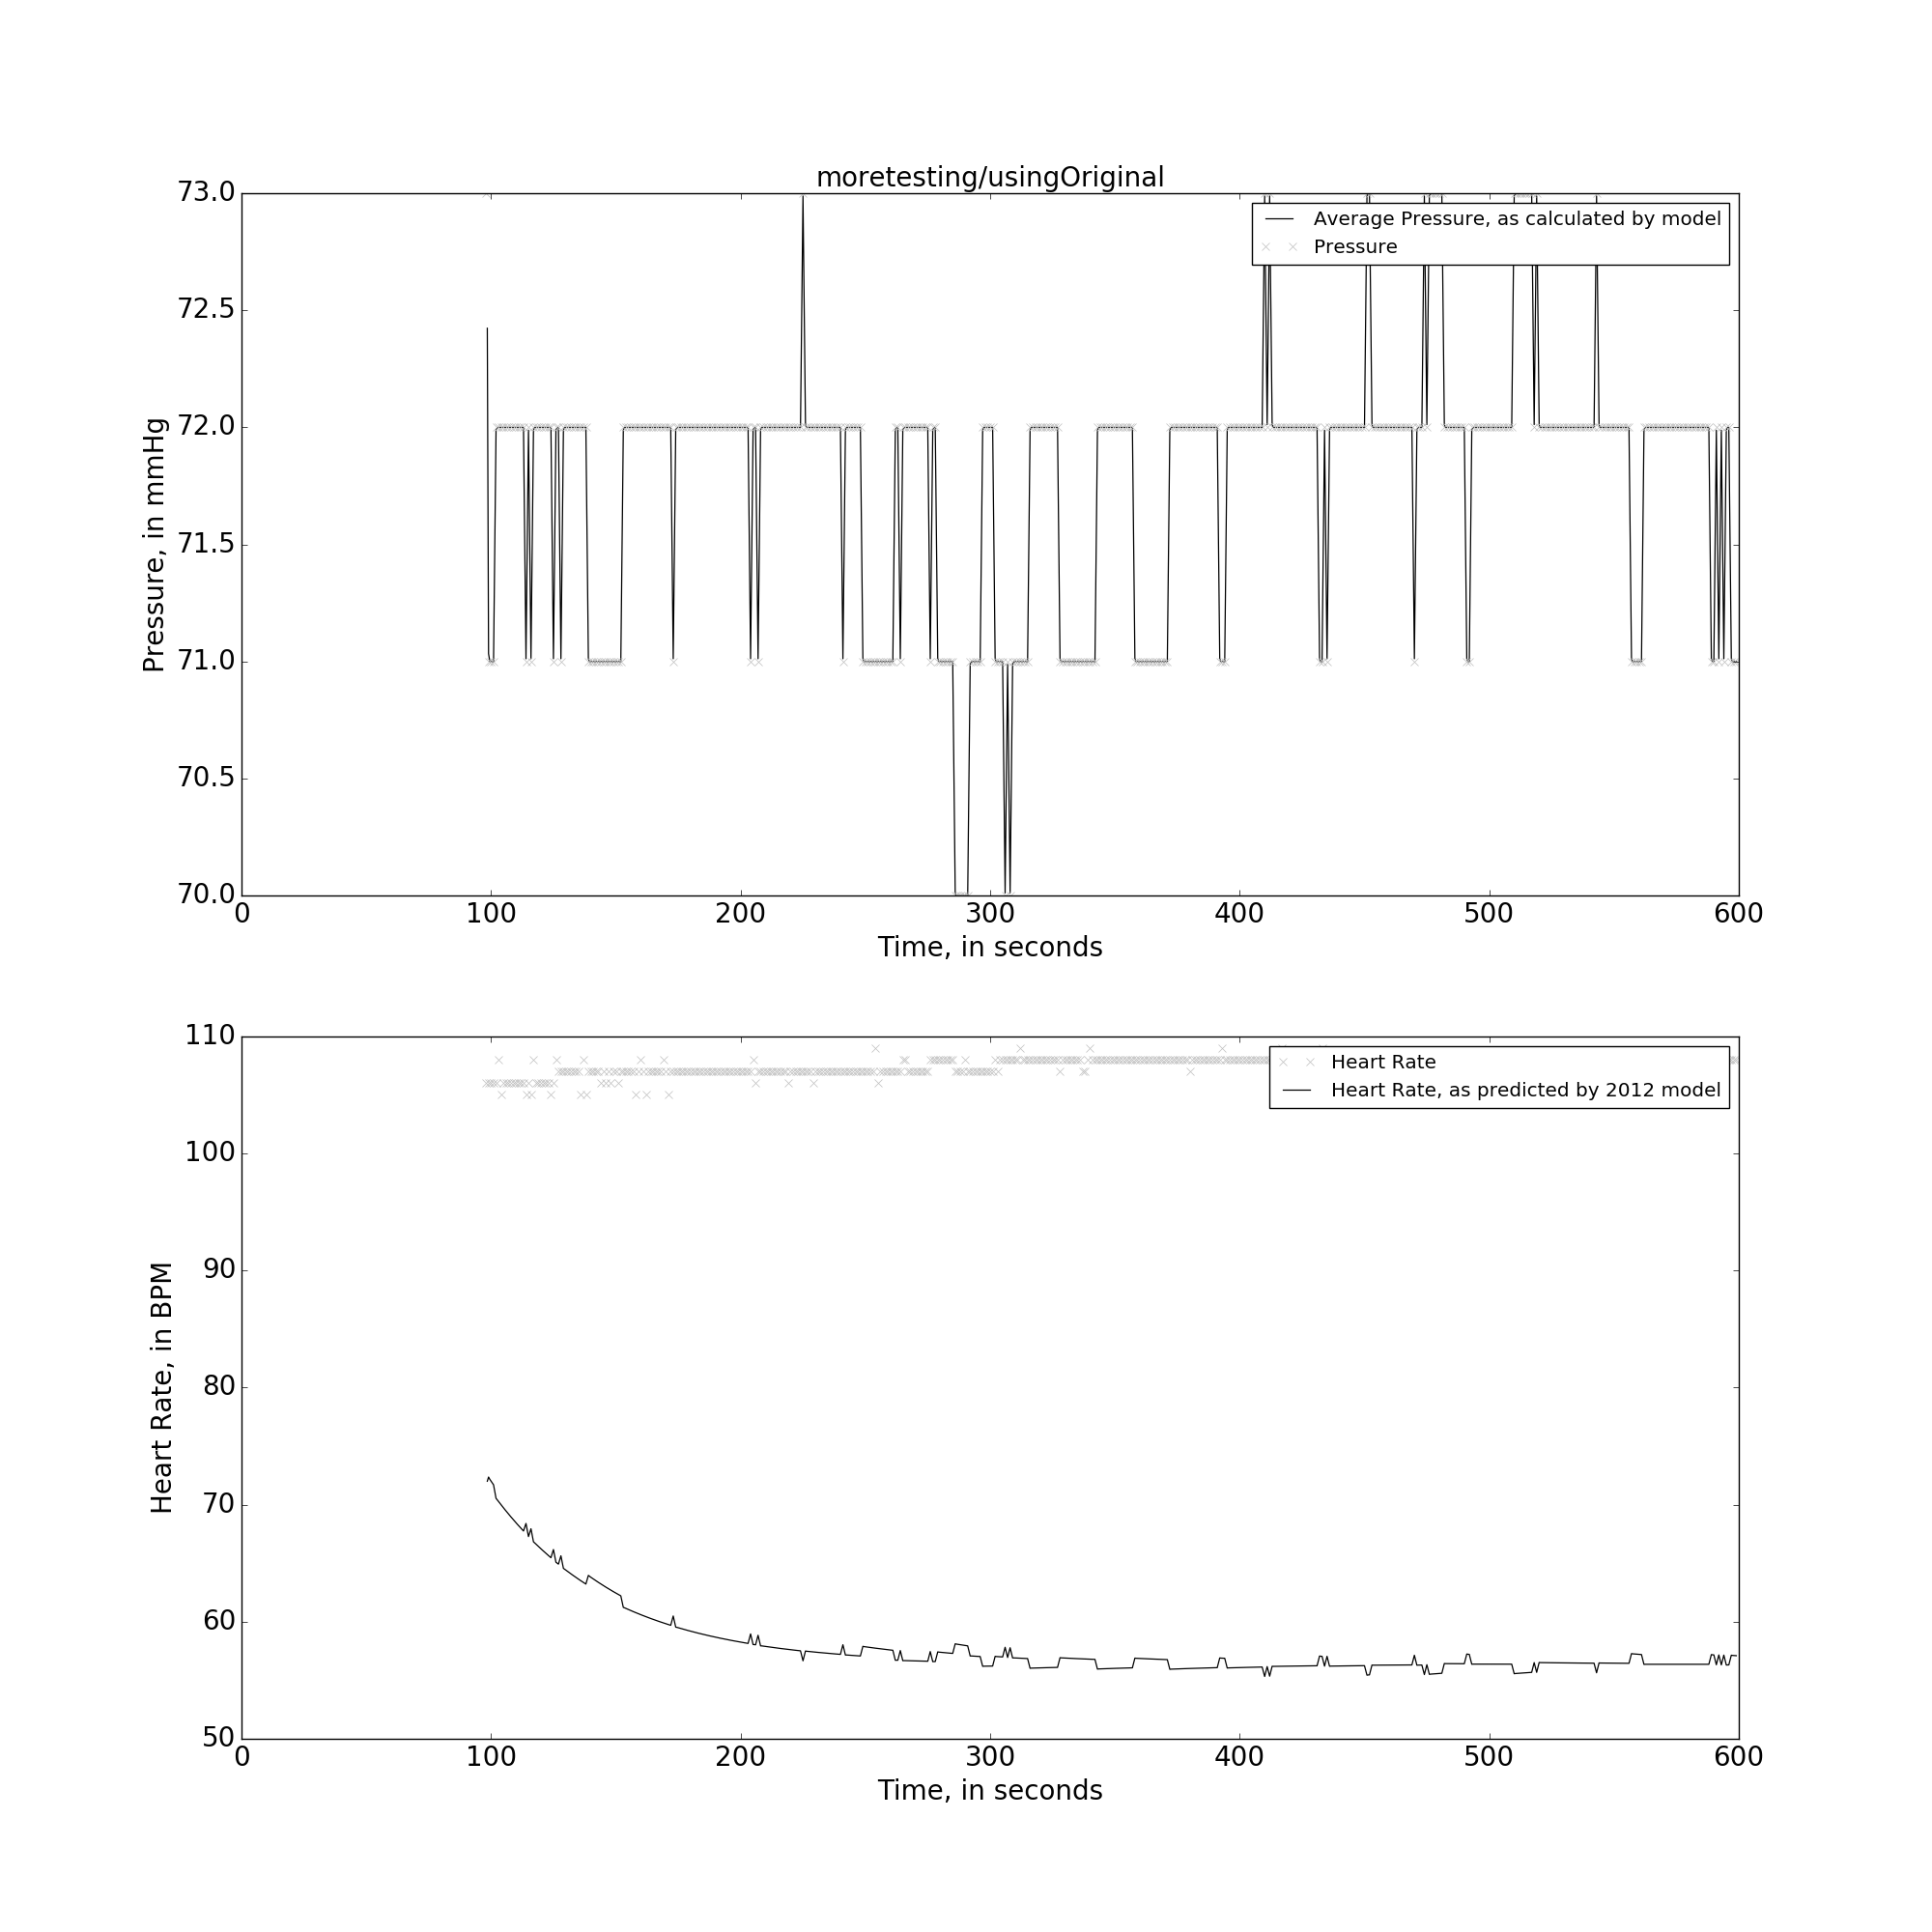 moretesting/usingOriginal
73.0
72.5
72.0
71.5
71.0
70.5
70.0
Pressure, in mmHg
Average Pressure, as calculated by model
Pressure
0 100 200 300 400 500 600
Time, in seconds
110
100
90
80
70
60
50
Heart Rate, in BPM
Heart Rate
Heart Rate, as predicted by 2012 model
0 100 200 300 400 500 600
Time, in seconds